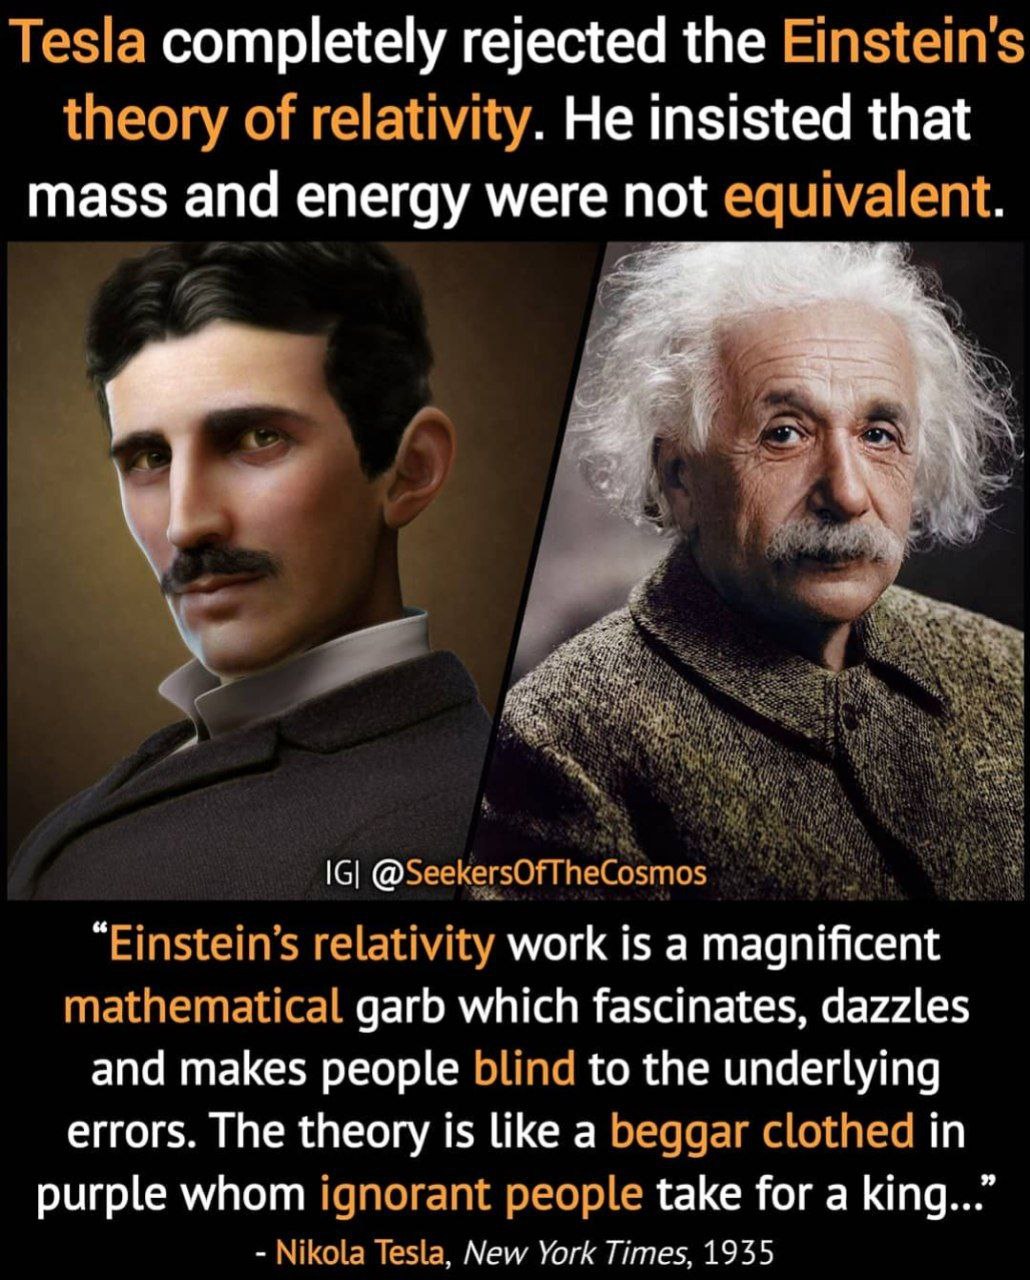 Tesla completely rejected the Einstein's
theory of relativity. He insisted that
mass and energy were not equivalent.
IG| @SeekersOfTheCosmos
“Einstein’s relativity work is a magnificent
mathematical garb which fascinates, dazzles
and makes people blind to the underlying
errors. The theory is like a beggar clothed in
purple whom ignorant people take for a king...”
- Nikola Tesla, New York Times, 1935